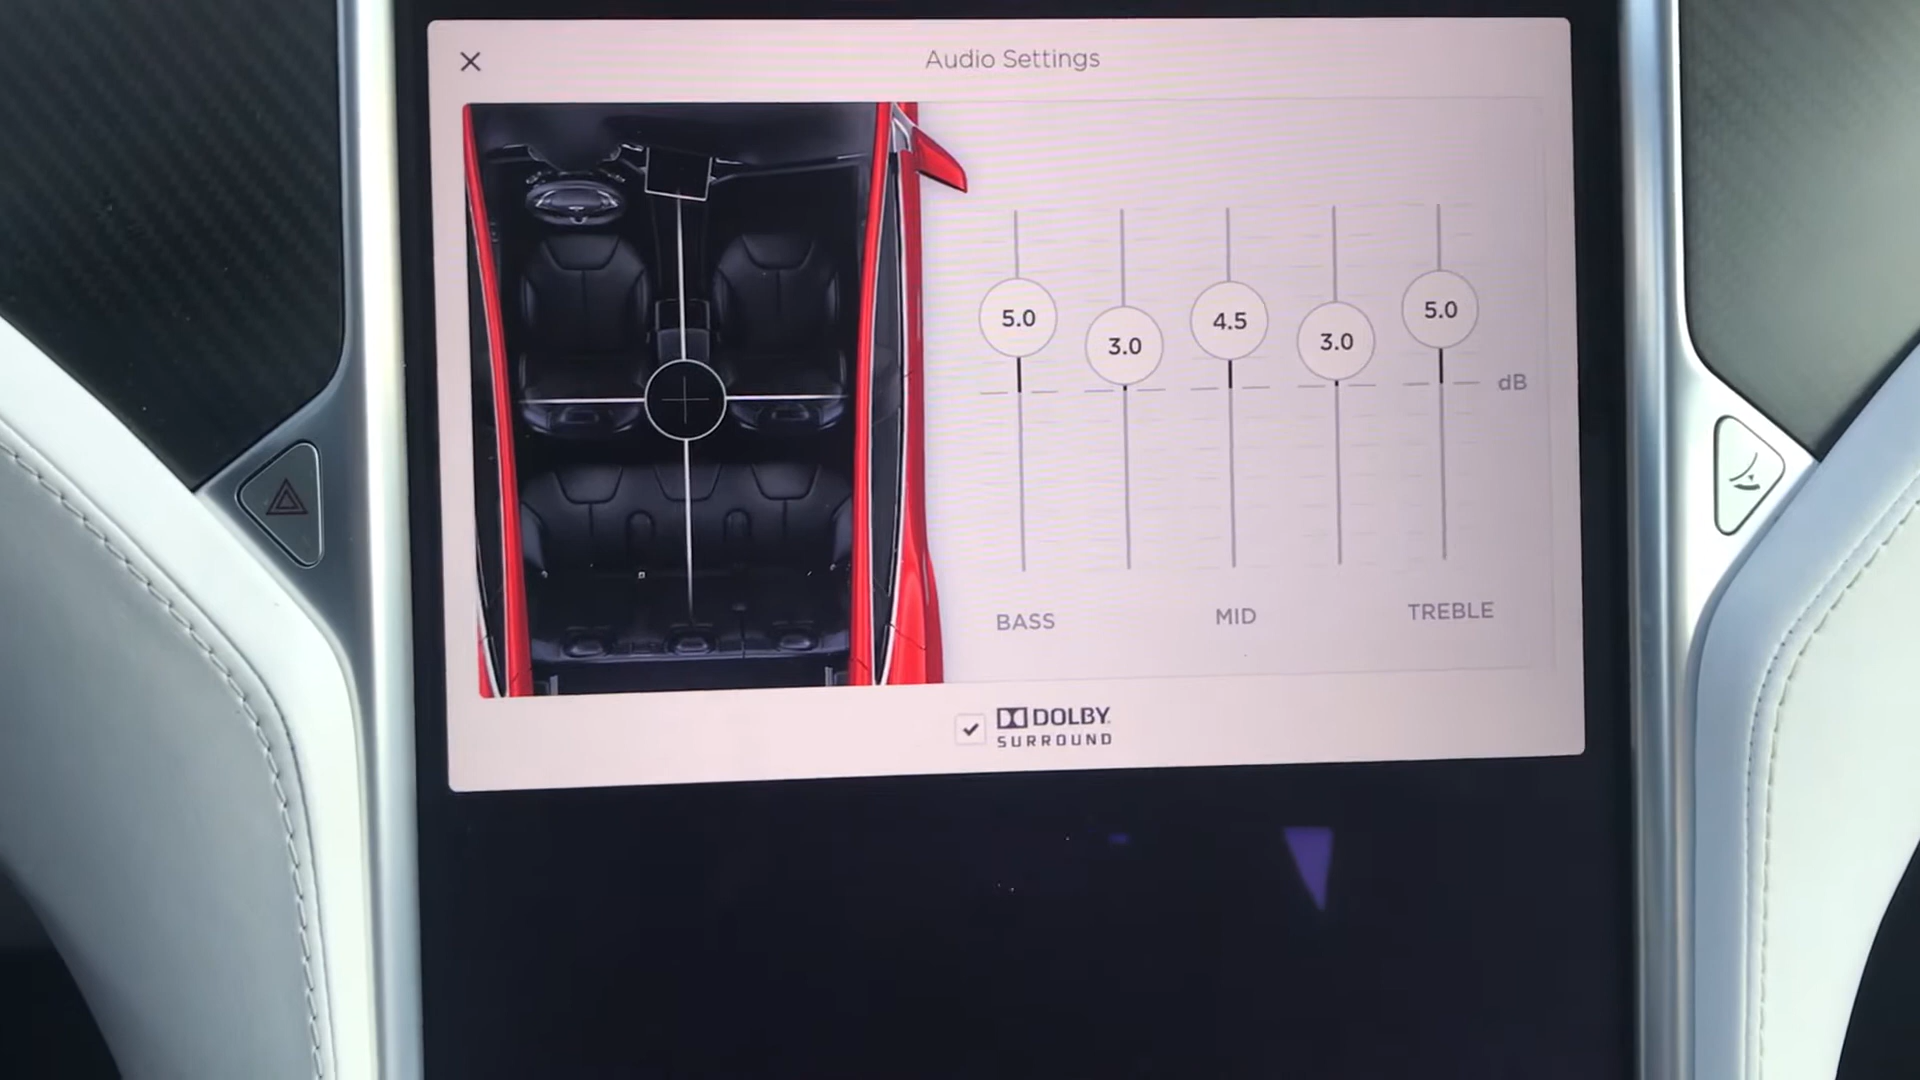 Audio Settings
5.0
3.0
4.5
3.0
5.0
dB
BASS
MID
TREBLE
DOLBY
SURROUND